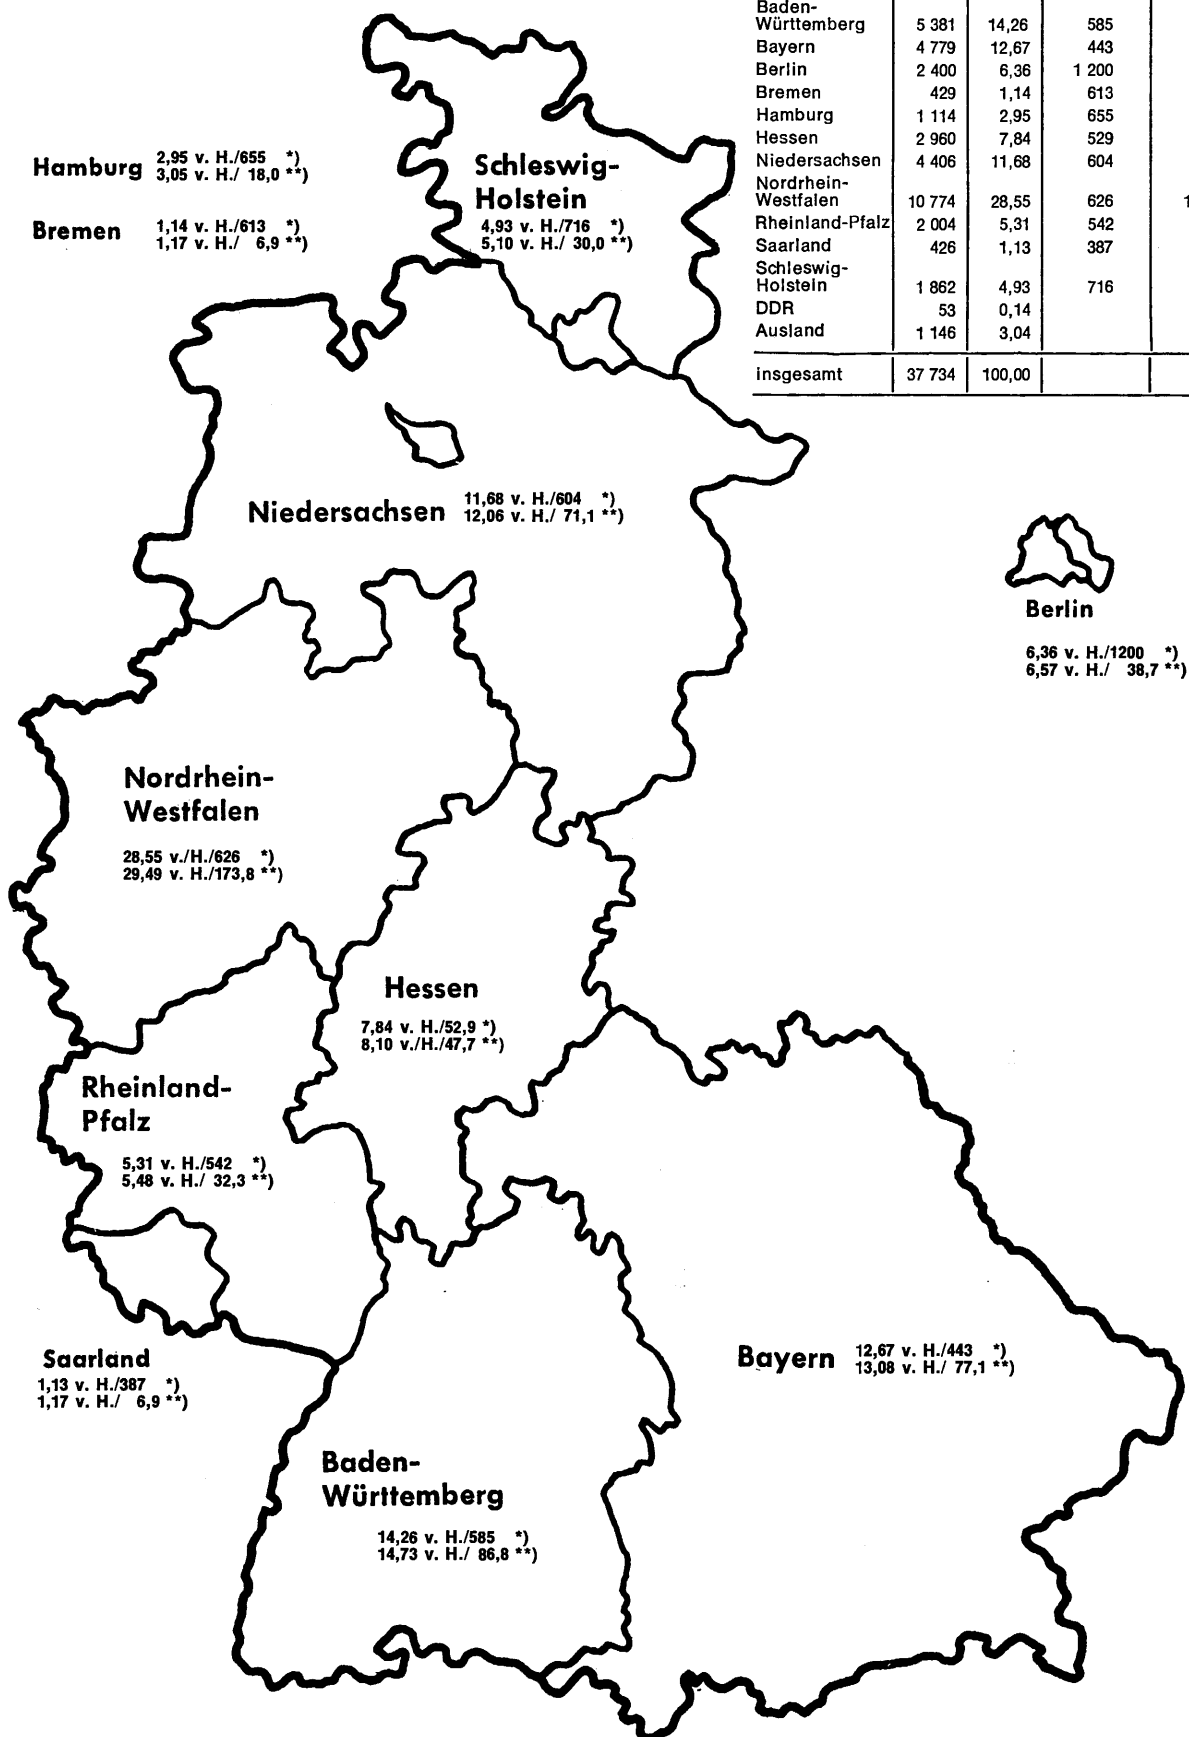 Baden-
Württemberg 5 381 14,26 585
Bayern 4 779 12,67 443
Berlin 2 400 6,36 1 200
Bremen 429 1,14 613
Hamburg 1 114 2,95 655
Hessen 2 960 7,84 529
Niedersachsen 4 406 11,68 604
Nordrhein-
Westfalen 10 774 28,55 626 1
Rheinland-Pfalz 2 004 5,31 542
Saarland 426 1,13 387
Schleswig-
Holstein 1 862 4,93 716
DDR 53 0,14
Ausland 1 146 3,04
insgesamt 37 734 100,00
Hamburg 2,95 v. H./655 *)
3,05 v. H./ 18,0 **)
Bremen 1,14 v. H./613 *)
1,17 v. H./ 6,9 **)
Schleswig-
Holstein
4,93 v. H./716 *)
5,10 v. H./ 30,0 **)
Niedersachsen 11,68 v. H./604 *)
12,06 v. H./ 71,1 **)
Berlin
6,36 v. H./1200 *)
6,57 v. H./ 38,7 **)
Nordrhein-
Westfalen
28,55 v./H./626 *)
29,49 v. H./173,8 **)
Hessen
7,84 v. H./52,9 *)
8,10 v./H./47,7 **)
Rheinland-
Pfalz
5,31 v. H./542 *)
5,48 v. H./ 32,3 **)
Saarland
1,13 v. H./387 *)
1,17 v. H./ 6,9 **)
Bayern 12,67 v. H./443 *)
13,08 v. H./ 77,1 **)
Baden-
Württemberg
14,26 v. H./585 *)
14,73 v. H./ 86,8 **)